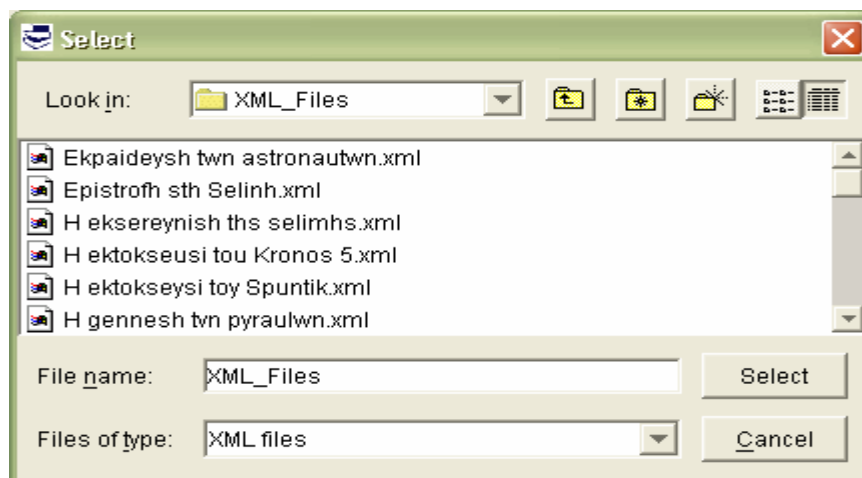 Select
Look in: XML_Files
Ekpaideysh twn astronautwn.xml
Epistrofh sth Selinh.xml
H eksereynish ths selimhs.xml
H ektokseusi tou Kronos 5.xml
H ektokseysi toy Spuntik.xml
H gennesh tvn pyraulwn.xml
File name: XML_Files Select
Files of type: XML files Cancel